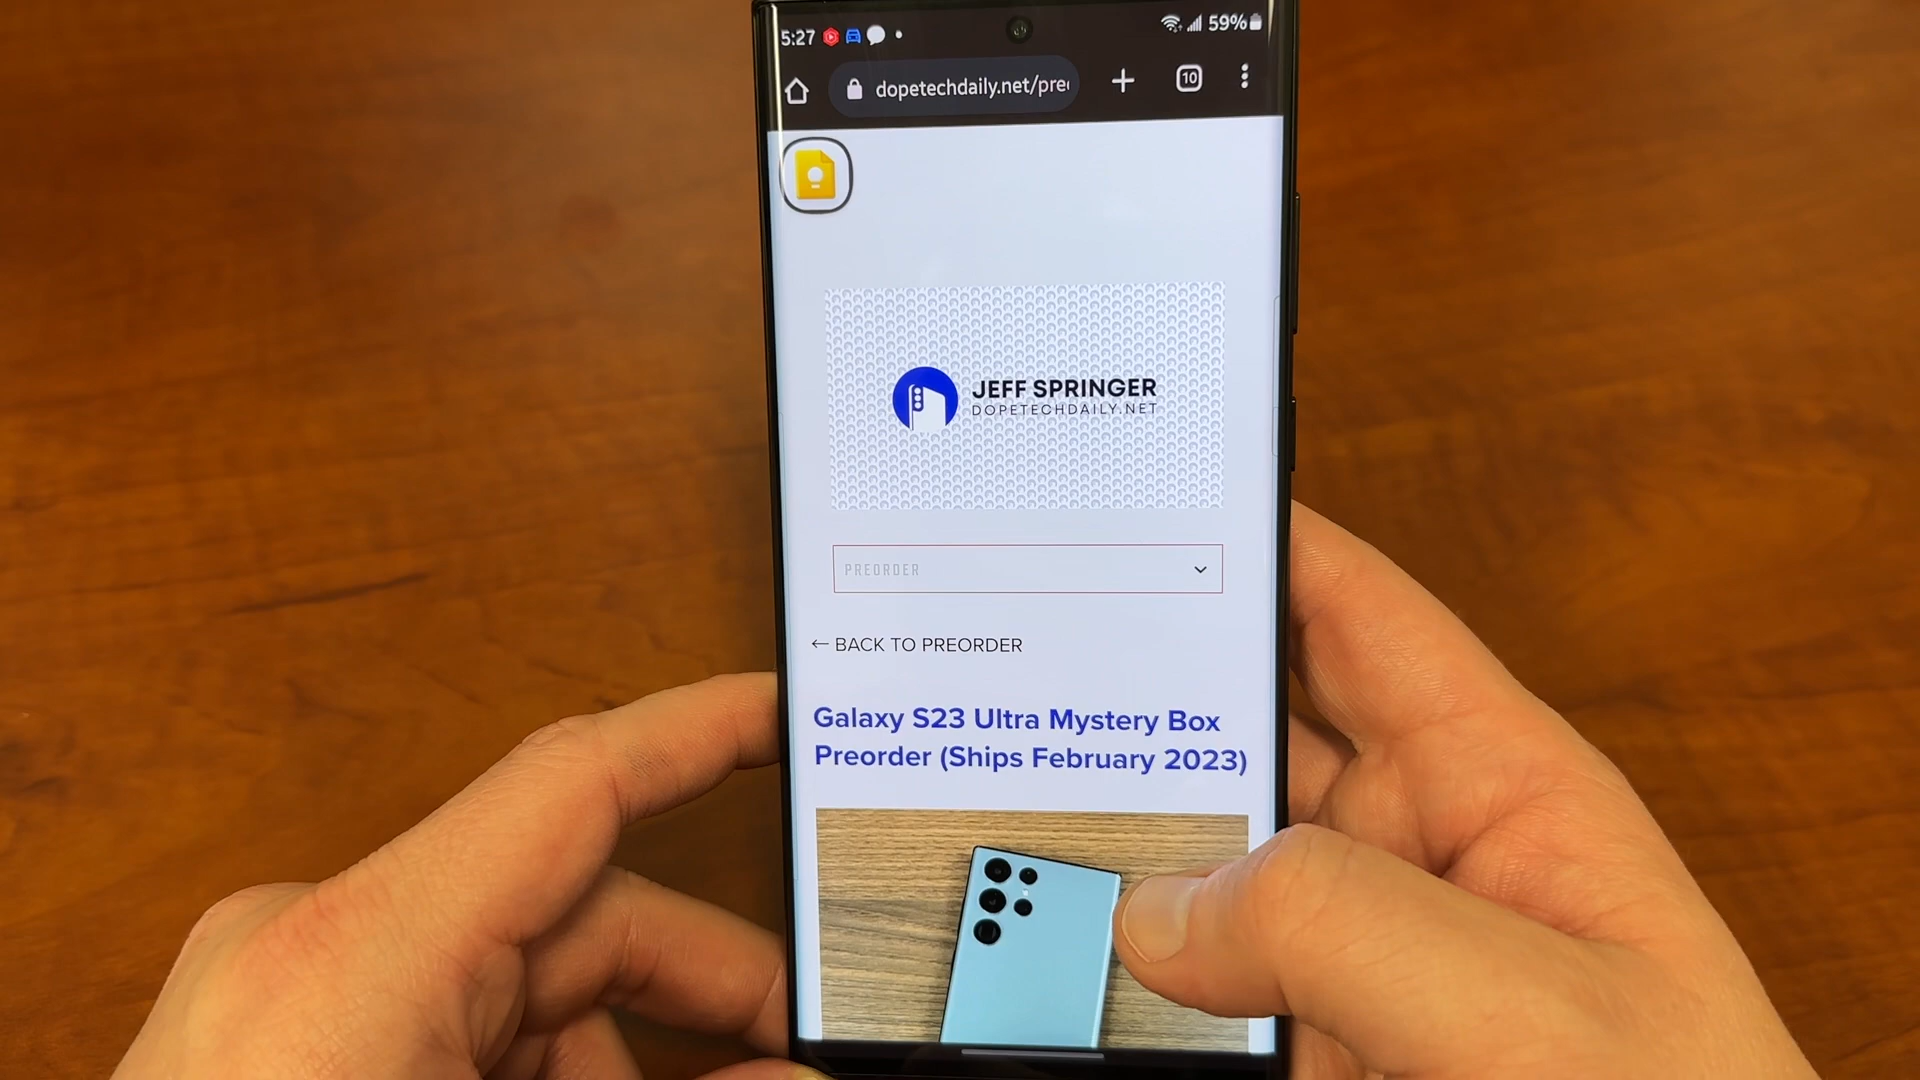 5:27
59%
dopetechdaily.net/pre
10
JEFF SPRINGER
DOPETECHDAILY.NET
PREORDER
← BACK TO PREORDER
Galaxy S23 Ultra Mystery Box
Preorder (Ships February 2023)